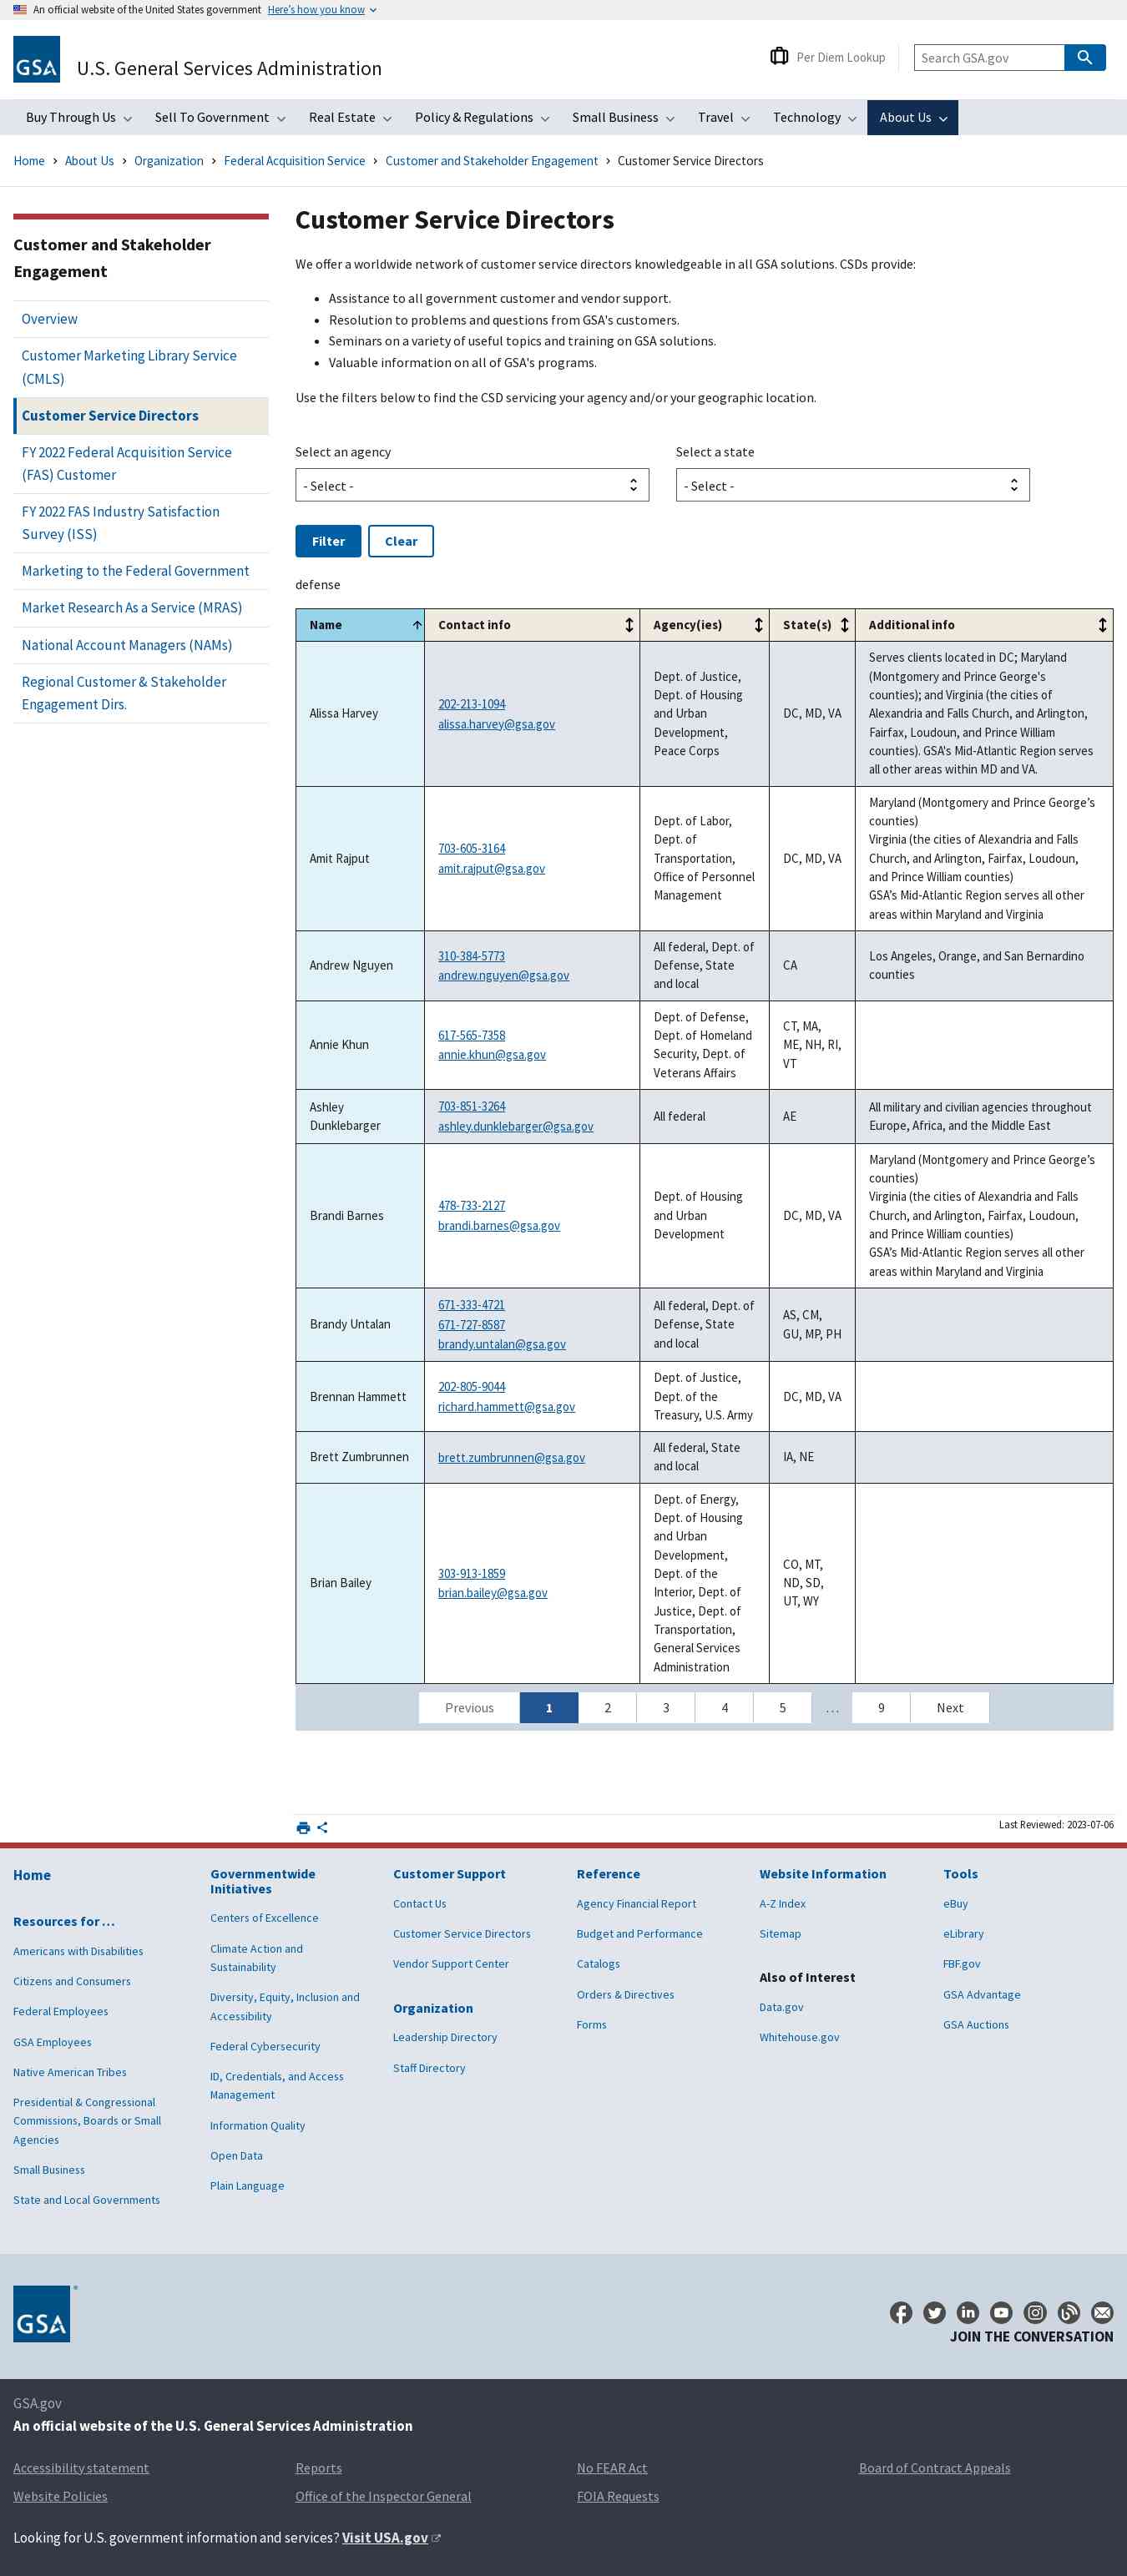 An official website of the United States government Here's how you know
GSA
U.S. General Services Administration
Per Diem Lookup
Search GSA.gov
Buy Through Us Sell To Government Real Estate Policy & Regulations Small Business Travel Technology About Us
Home About Us Organization Federal Acquisition Service Customer and Stakeholder Engagement Customer Service Directors
Customer and Stakeholder
Engagement
Overview
Customer Marketing Library Service
(CMLS)
Customer Service Directors
FY 2022 Federal Acquisition Service
(FAS) Customer
FY 2022 FAS Industry Satisfaction
Survey (ISS)
Marketing to the Federal Government
Market Research As a Service (MRAS)
National Account Managers (NAMs)
Regional Customer & Stakeholder
Engagement Dirs.
Customer Service Directors
We offer a worldwide network of customer service directors knowledgeable in all GSA solutions. CSDs provide:
• Assistance to all government customer and vendor support.
• Resolution to problems and questions from GSA's customers.
• Seminars on a variety of useful topics and training on GSA solutions.
• Valuable information on all of GSA's programs.
Use the filters below to find the CSD servicing your agency and/or your geographic location.
Select an agency
- Select -
Select a state
- Select -
Filter Clear
defense
Name Contact info Agency(ies) State(s) Additional info
Alissa Harvey
202-213-1094
alissa.harvey@gsa.gov
Dept. of Justice,
Dept. of Housing
and Urban
Development,
Peace Corps
DC, MD, VA
Serves clients located in DC; Maryland
(Montgomery and Prince George's
counties); and Virginia (the cities of
Alexandria and Falls Church, and Arlington,
Fairfax, Loudoun, and Prince William
counties). GSA's Mid-Atlantic Region serves
all other areas within MD and VA.
Amit Rajput
703-605-3164
amit.rajput@gsa.gov
Dept. of Labor,
Dept. of
Transportation,
Office of Personnel
Management
DC, MD, VA
Maryland (Montgomery and Prince George’s
counties)
Virginia (the cities of Alexandria and Falls
Church, and Arlington, Fairfax, Loudoun,
and Prince William counties)
GSA’s Mid-Atlantic Region serves all other
areas within Maryland and Virginia
Andrew Nguyen
310-384-5773
andrew.nguyen@gsa.gov
All federal, Dept. of
Defense, State
and local
CA
Los Angeles, Orange, and San Bernardino
counties
Annie Khun
617-565-7358
annie.khun@gsa.gov
Dept. of Defense,
Dept. of Homeland
Security, Dept. of
Veterans Affairs
CT, MA,
ME, NH, RI,
VT
Ashley
Dunklebarger
703-851-3264
ashley.dunklebarger@gsa.gov
All federal
AE
All military and civilian agencies throughout
Europe, Africa, and the Middle East
Brandi Barnes
478-733-2127
brandi.barnes@gsa.gov
Dept. of Housing
and Urban
Development
DC, MD, VA
Maryland (Montgomery and Prince George’s
counties)
Virginia (the cities of Alexandria and Falls
Church, and Arlington, Fairfax, Loudoun,
and Prince William counties)
GSA’s Mid-Atlantic Region serves all other
areas within Maryland and Virginia
Brandy Untalan
671-333-4721
671-727-8587
brandy.untalan@gsa.gov
All federal, Dept. of
Defense, State
and local
AS, CM,
GU, MP, PH
Brennan Hammett
202-805-9044
richard.hammett@gsa.gov
Dept. of Justice,
Dept. of the
Treasury, U.S. Army
DC, MD, VA
Brett Zumbrunnen
brett.zumbrunnen@gsa.gov
All federal, State
and local
IA, NE
Brian Bailey
303-913-1859
brian.bailey@gsa.gov
Dept. of Energy,
Dept. of Housing
and Urban
Development,
Dept. of the
Interior, Dept. of
Justice, Dept. of
Transportation,
General Services
Administration
CO, MT,
ND, SD,
UT, WY
Previous 1 2 3 4 5 … 9 Next
Last Reviewed: 2023-07-06
Home
Resources for …
Americans with Disabilities
Citizens and Consumers
Federal Employees
GSA Employees
Native American Tribes
Presidential & Congressional
Commissions, Boards or Small
Agencies
Small Business
State and Local Governments
Governmentwide
Initiatives
Centers of Excellence
Climate Action and
Sustainability
Diversity, Equity, Inclusion and
Accessibility
Federal Cybersecurity
ID, Credentials, and Access
Management
Information Quality
Open Data
Plain Language
Customer Support
Contact Us
Customer Service Directors
Vendor Support Center
Organization
Leadership Directory
Staff Directory
Reference
Agency Financial Report
Budget and Performance
Catalogs
Orders & Directives
Forms
Website Information
A-Z Index
Sitemap
Also of Interest
Data.gov
Whitehouse.gov
Tools
eBuy
eLibrary
FBF.gov
GSA Advantage
GSA Auctions
GSA
JOIN THE CONVERSATION
GSA.gov
An official website of the U.S. General Services Administration
Accessibility statement Reports No FEAR Act Board of Contract Appeals
Website Policies Office of the Inspector General FOIA Requests
Looking for U.S. government information and services? Visit USA.gov